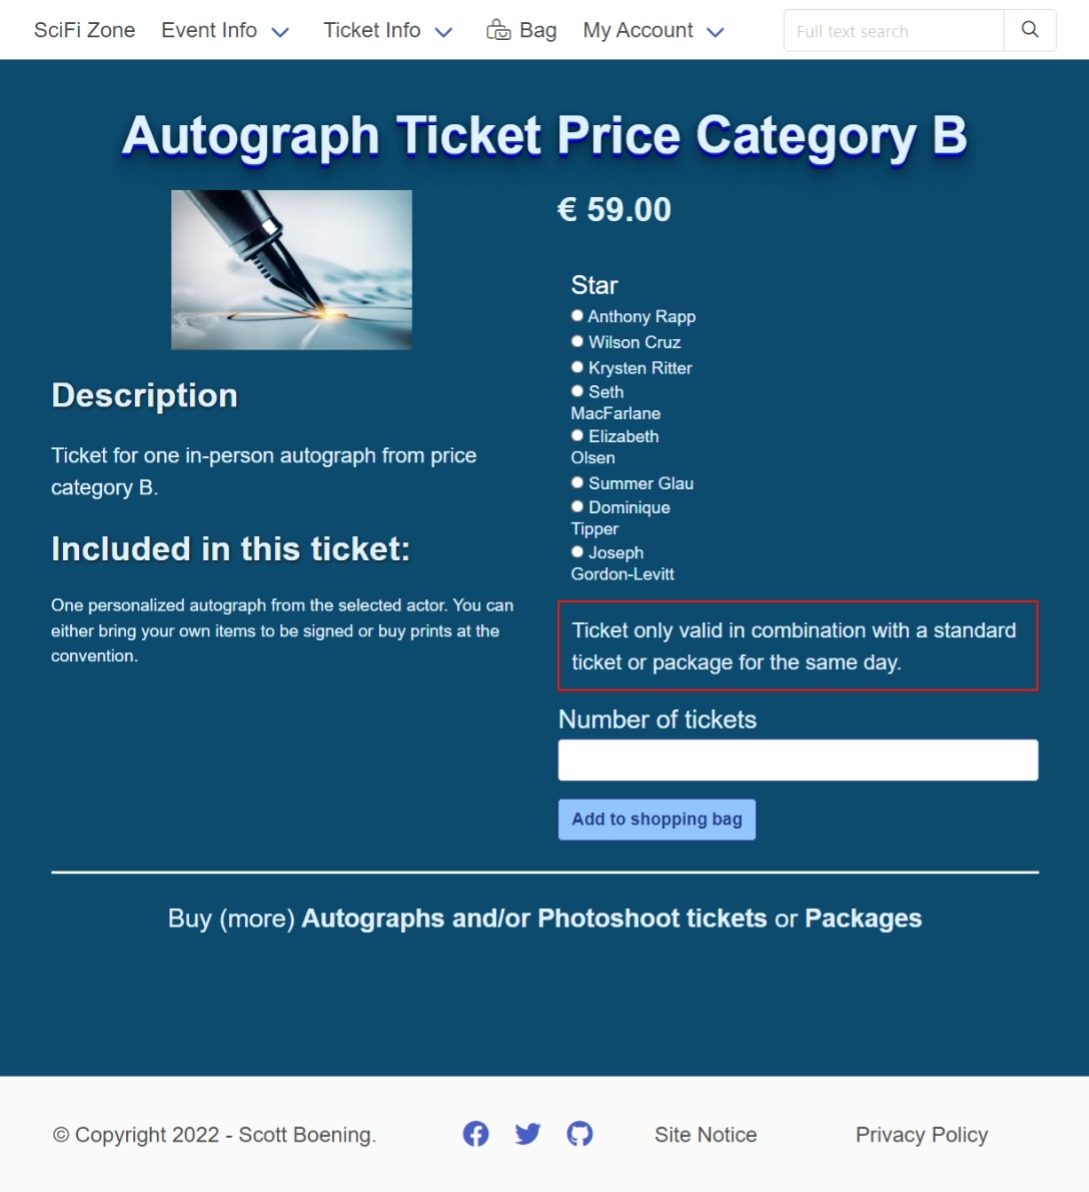 SciFi Zone Event Info Ticket Info Bag My Account Full text search
Autograph Ticket Price Category B
€ 59.00
Star
Anthony Rapp
Wilson Cruz
Krysten Ritter
Seth
MacFarlane
Elizabeth
Olsen
Summer Glau
Dominique
Tipper
Joseph
Gordon-Levitt
Description
Ticket for one in-person autograph from price
category B.
Included in this ticket:
One personalized autograph from the selected actor. You can
either bring your own items to be signed or buy prints at the
convention.
Ticket only valid in combination with a standard
ticket or package for the same day.
Number of tickets
Add to shopping bag
Buy (more) Autographs and/or Photoshoot tickets or Packages
© Copyright 2022 - Scott Boening. Site Notice Privacy Policy